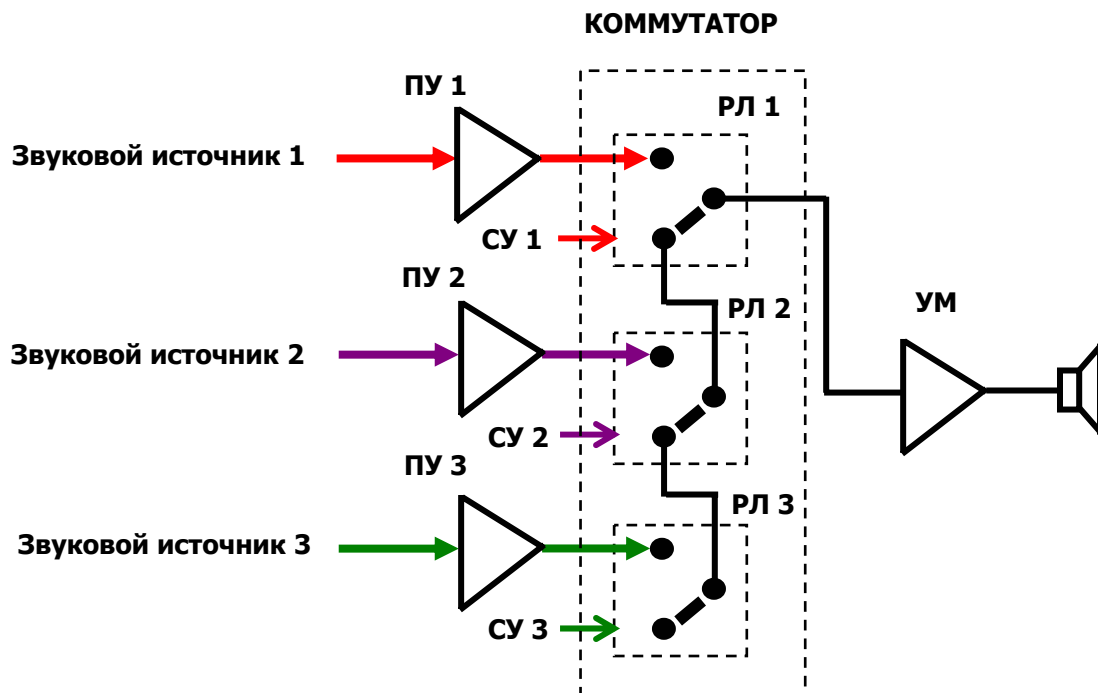 КОММУТАТОР
ПУ 1
РЛ 1
Звуковой источник 1
СУ 1
ПУ 2
РЛ 2
УМ
Звуковой источник 2
СУ 2
ПУ 3
РЛ 3
Звуковой источник 3
СУ 3